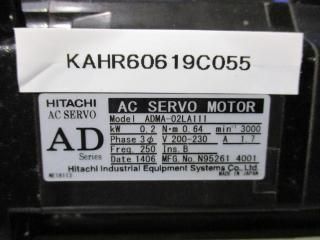 KAHR60619C055
HITACHI
AC SERVO
AD
Series
AC SERVO MOTOR
Model ADMA-02LA111
kW 0.2 N·m 0.64 min⁻¹ 3000
Phase 3ϕ V 200-230 A 1.7
Freq. 250 Ins. B
Date 1406 MFG. No. N95261 4001
Hitachi Industrial Equipment Systems Co., Ltd.
NE18113 MADE IN JAPAN